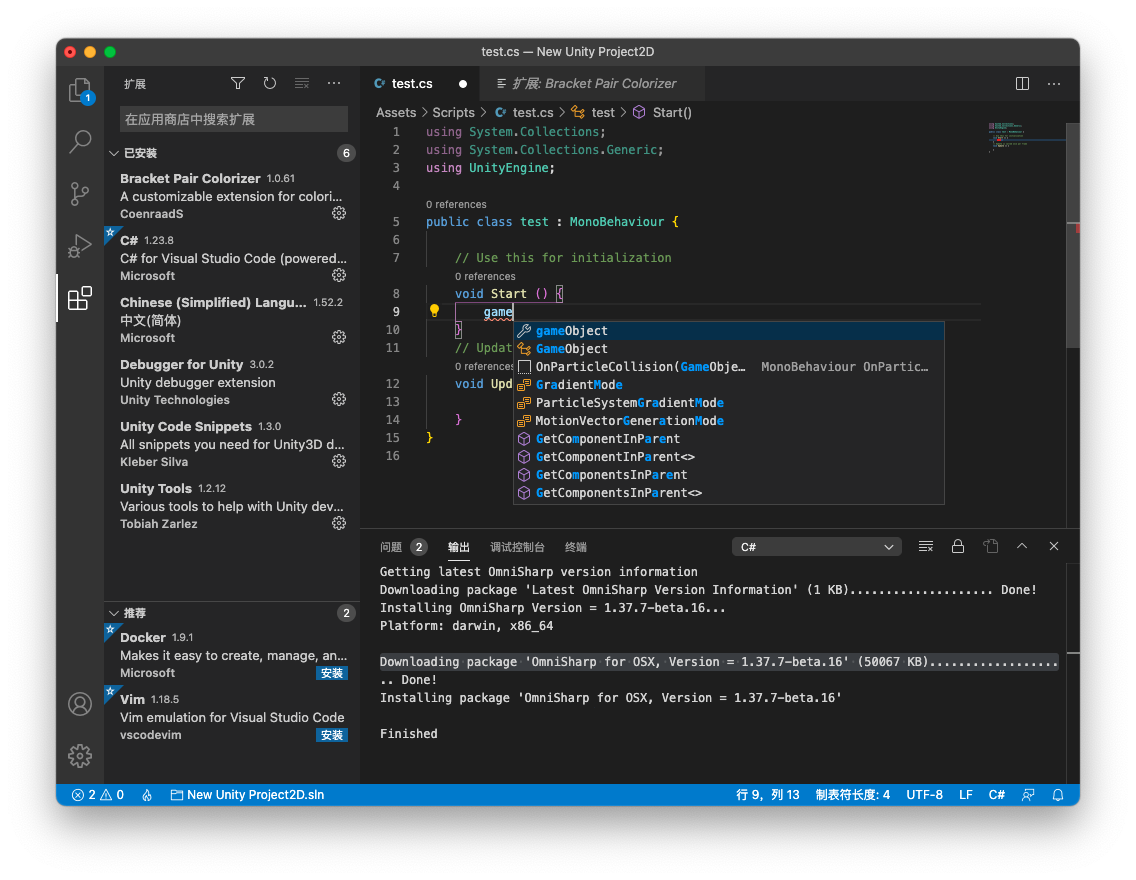 test.cs — New Unity Project2D
1
扩展
在应用商店中搜索扩展
已安装 6
Bracket Pair Colorizer 1.0.61
A customizable extension for colori...
CoenraadS
C# 1.23.8
C# for Visual Studio Code (powered...
Microsoft
Chinese (Simplified) Langu... 1.52.2
中文(简体)
Microsoft
Debugger for Unity 3.0.2
Unity debugger extension
Unity Technologies
Unity Code Snippets 1.3.0
All snippets you need for Unity3D d...
Kleber Silva
Unity Tools 1.2.12
Various tools to help with Unity dev...
Tobiah Zarlez
推荐 2
Docker 1.9.1
Makes it easy to create, manage, an...
Microsoft 安装
Vim 1.18.5
Vim emulation for Visual Studio Code
vscodevim 安装
test.cs
扩展: Bracket Pair Colorizer
Assets > Scripts > test.cs > test > Start()
1 using System.Collections;
2 using System.Collections.Generic;
3 using UnityEngine;
4
0 references
5 public class test : MonoBehaviour {
6
7 // Use this for initialization
0 references
8 void Start () {
9 game
10 }
11 // Updat
0 references
12 void Upd
13
14 }
15 }
16
gameObject
GameObject
OnParticleCollision(GameObje... MonoBehaviour OnPartic...
GradientMode
ParticleSystemGradientMode
MotionVectorGenerationMode
GetComponentInParent
GetComponentInParent<>
GetComponentsInParent
GetComponentsInParent<>
问题 2 输出 调试控制台 终端 C#
Getting latest OmniSharp version information
Downloading package 'Latest OmniSharp Version Information' (1 KB).................... Done!
Installing OmniSharp Version = 1.37.7-beta.16...
Platform: darwin, x86_64
Downloading package 'OmniSharp for OSX, Version = 1.37.7-beta.16' (50067 KB)..................
.. Done!
Installing package 'OmniSharp for OSX, Version = 1.37.7-beta.16'
Finished
2 0 New Unity Project2D.sln 行 9，列 13 制表符长度: 4 UTF-8 LF C#